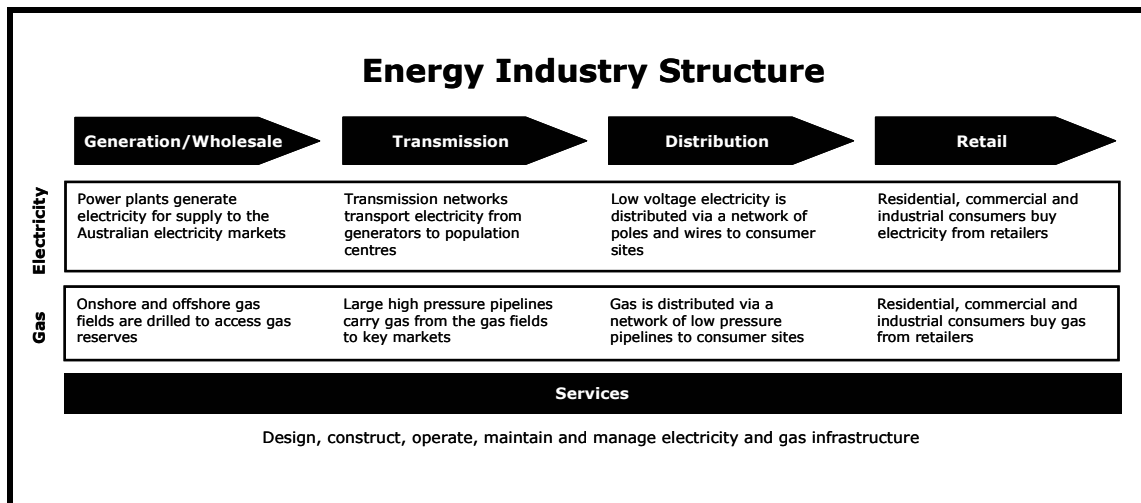 Energy Industry Structure
Generation/Wholesale
Transmission
Distribution
Retail
Electricity
Power plants generate
electricity for supply to the
Australian electricity markets
Transmission networks
transport electricity from
generators to population
centres
Low voltage electricity is
distributed via a network of
poles and wires to consumer
sites
Residential, commercial and
industrial consumers buy
electricity from retailers
Gas
Onshore and offshore gas
fields are drilled to access gas
reserves
Large high pressure pipelines
carry gas from the gas fields
to key markets
Gas is distributed via a
network of low pressure
pipelines to consumer sites
Residential, commercial and
industrial consumers buy gas
from retailers
Services
Design, construct, operate, maintain and manage electricity and gas infrastructure